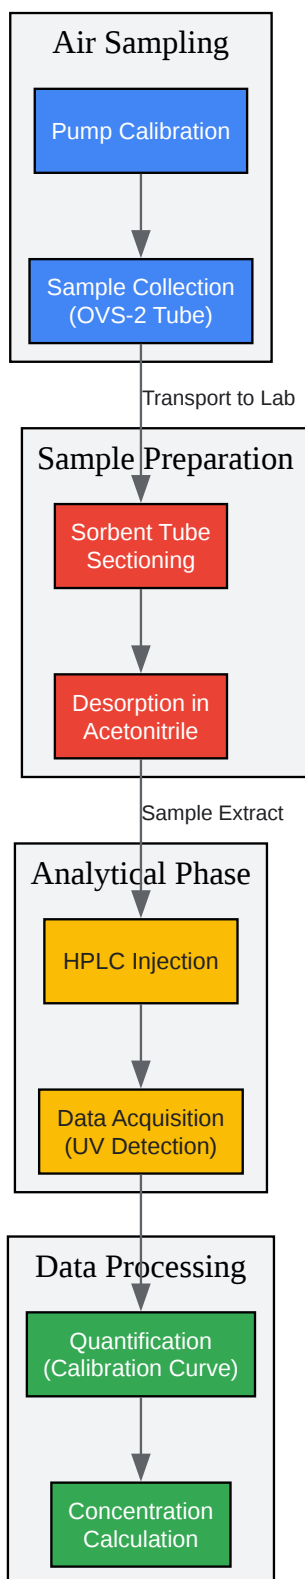 Air Sampling
Pump Calibration
Sample Collection
(OVS-2 Tube)
Transport to Lab
Sample Preparation
Sorbent Tube
Sectioning
Desorption in
Acetonitrile
Sample Extract
Analytical Phase
HPLC Injection
Data Acquisition
(UV Detection)
Data Processing
Quantification
(Calibration Curve)
Concentration
Calculation